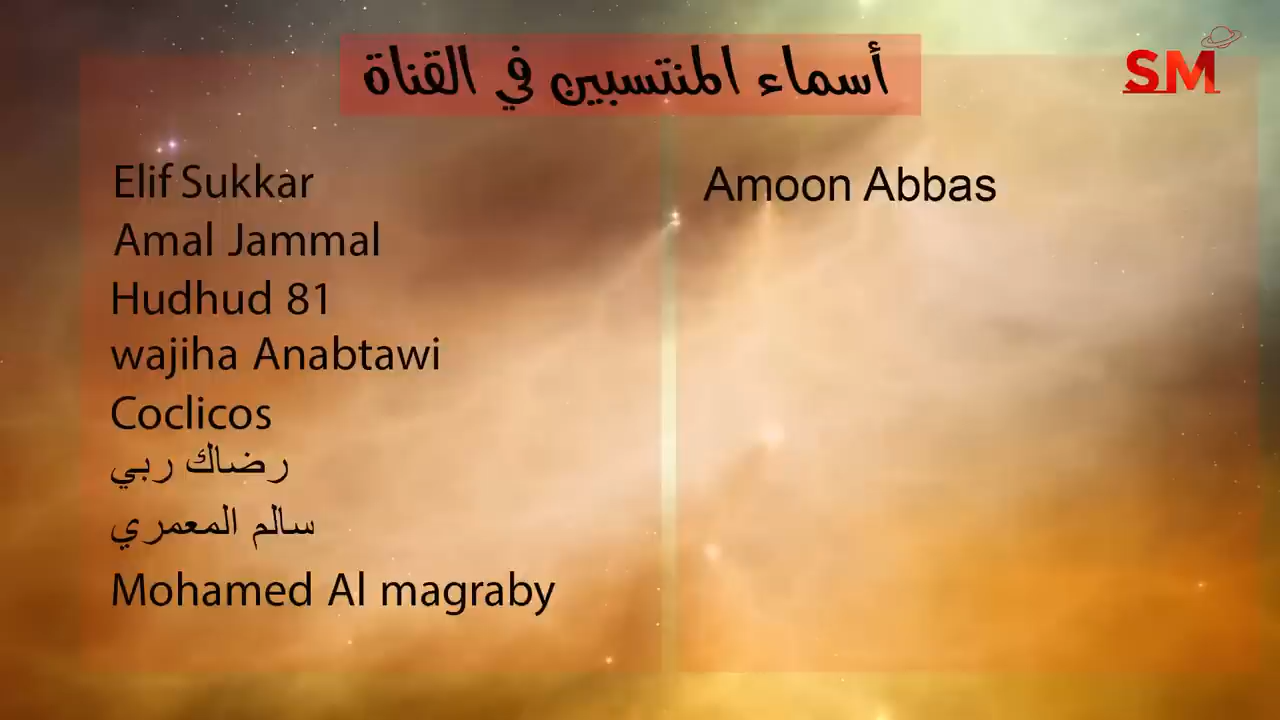 أسماء المنتسبين في القناة
SM
Elif Sukkar
Amal Jammal
Hudhud 81
wajiha Anabtawi
Coclicos
رضاك ربي
سالم المعمري
Mohamed Al magraby
Amoon Abbas